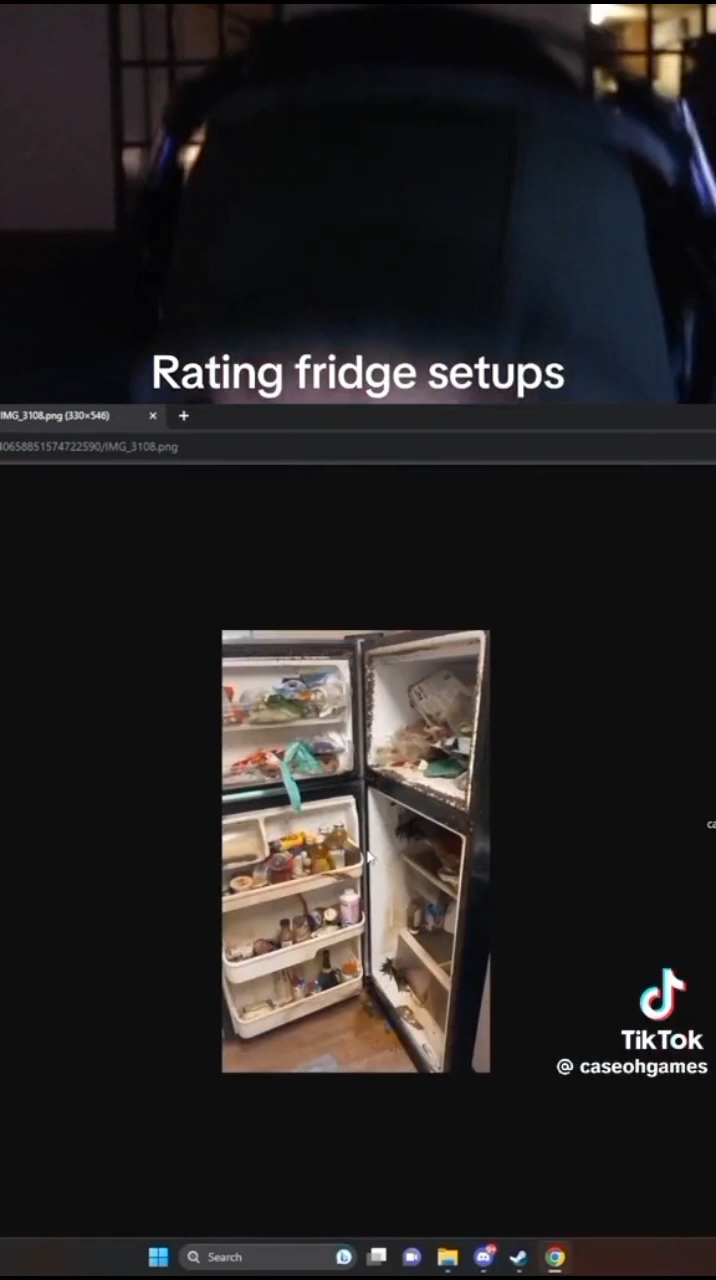 Rating fridge setups
IMG_3108.png (330×546)
40658851574722590/IMG_3108.png
TikTok
@ caseohgames
Search